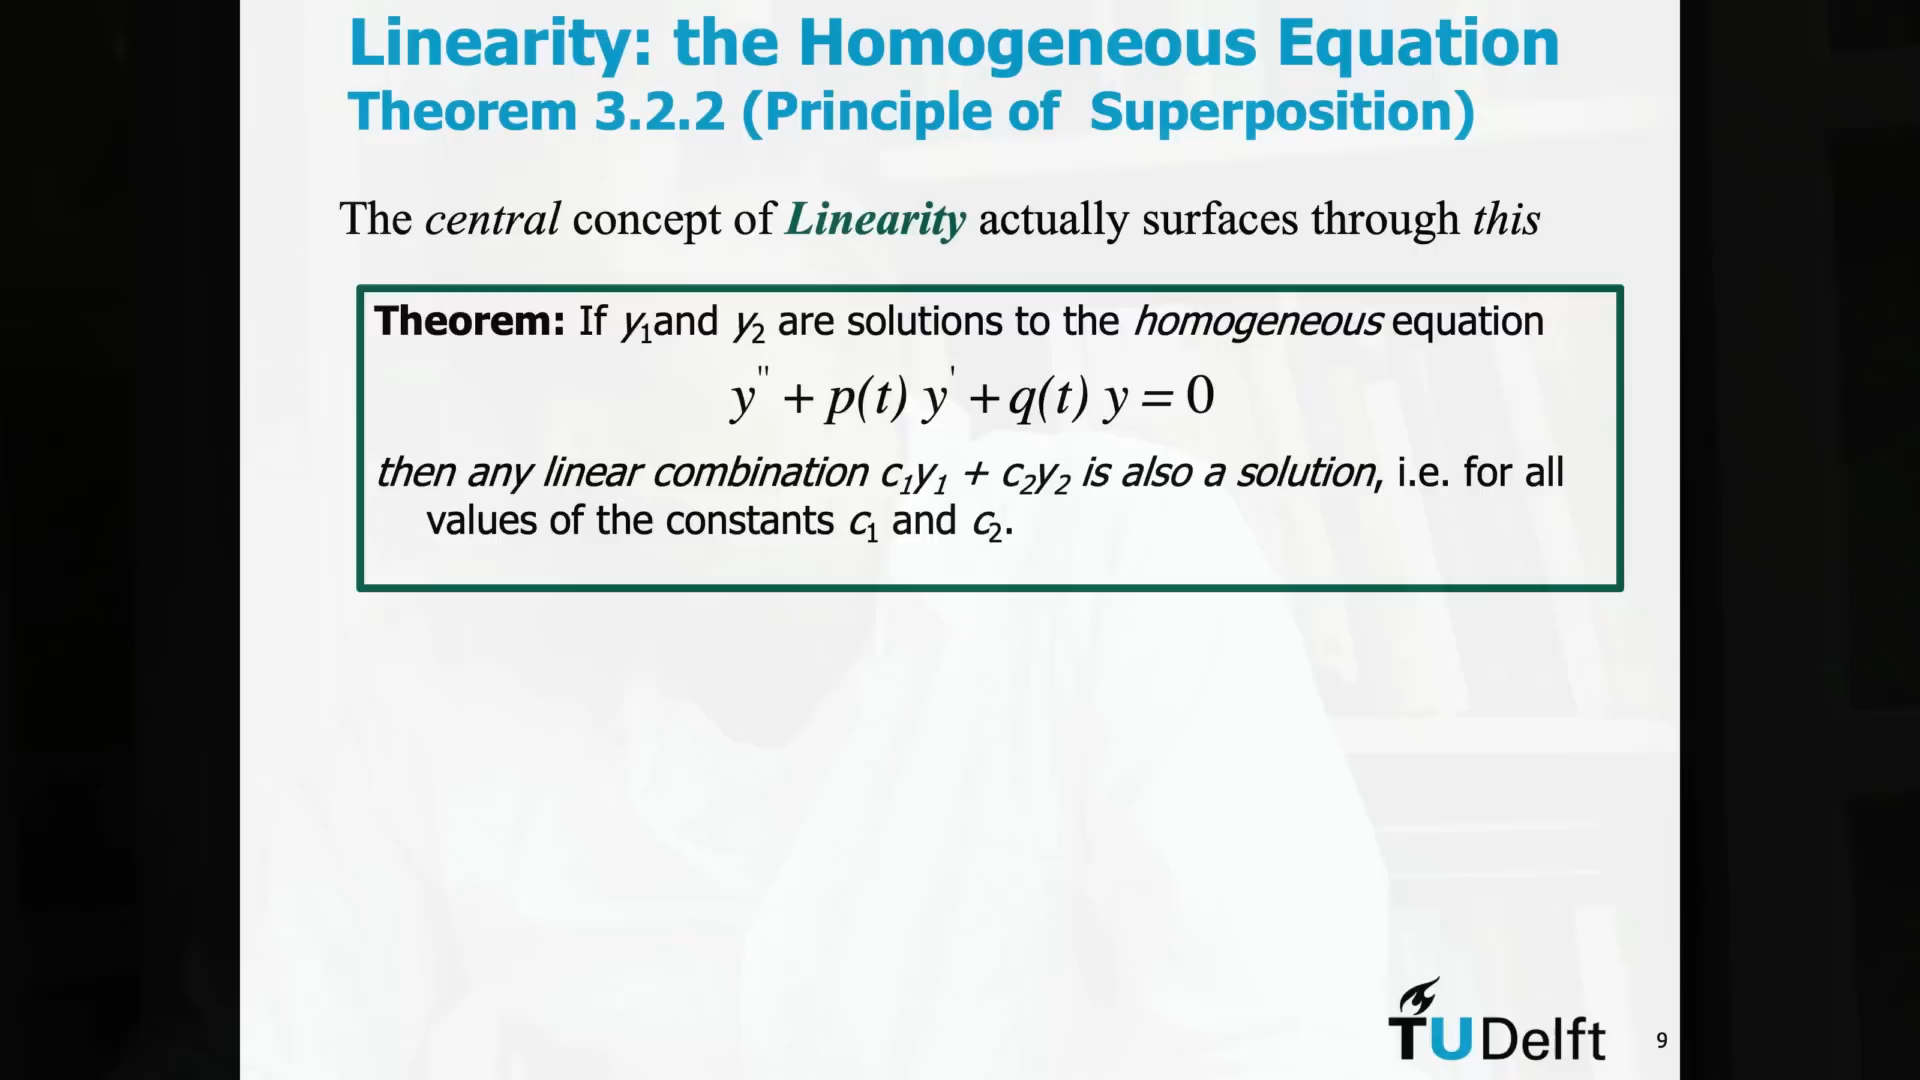 Linearity: the Homogeneous Equation
Theorem 3.2.2 (Principle of Superposition)
The central concept of Linearity actually surfaces through this
Theorem: If y₁and y₂ are solutions to the homogeneous equation
y'' + p(t) y' + q(t) y = 0
then any linear combination c₁y₁ + c₂y₂ is also a solution, i.e. for all
values of the constants c₁ and c₂.
TU Delft
9